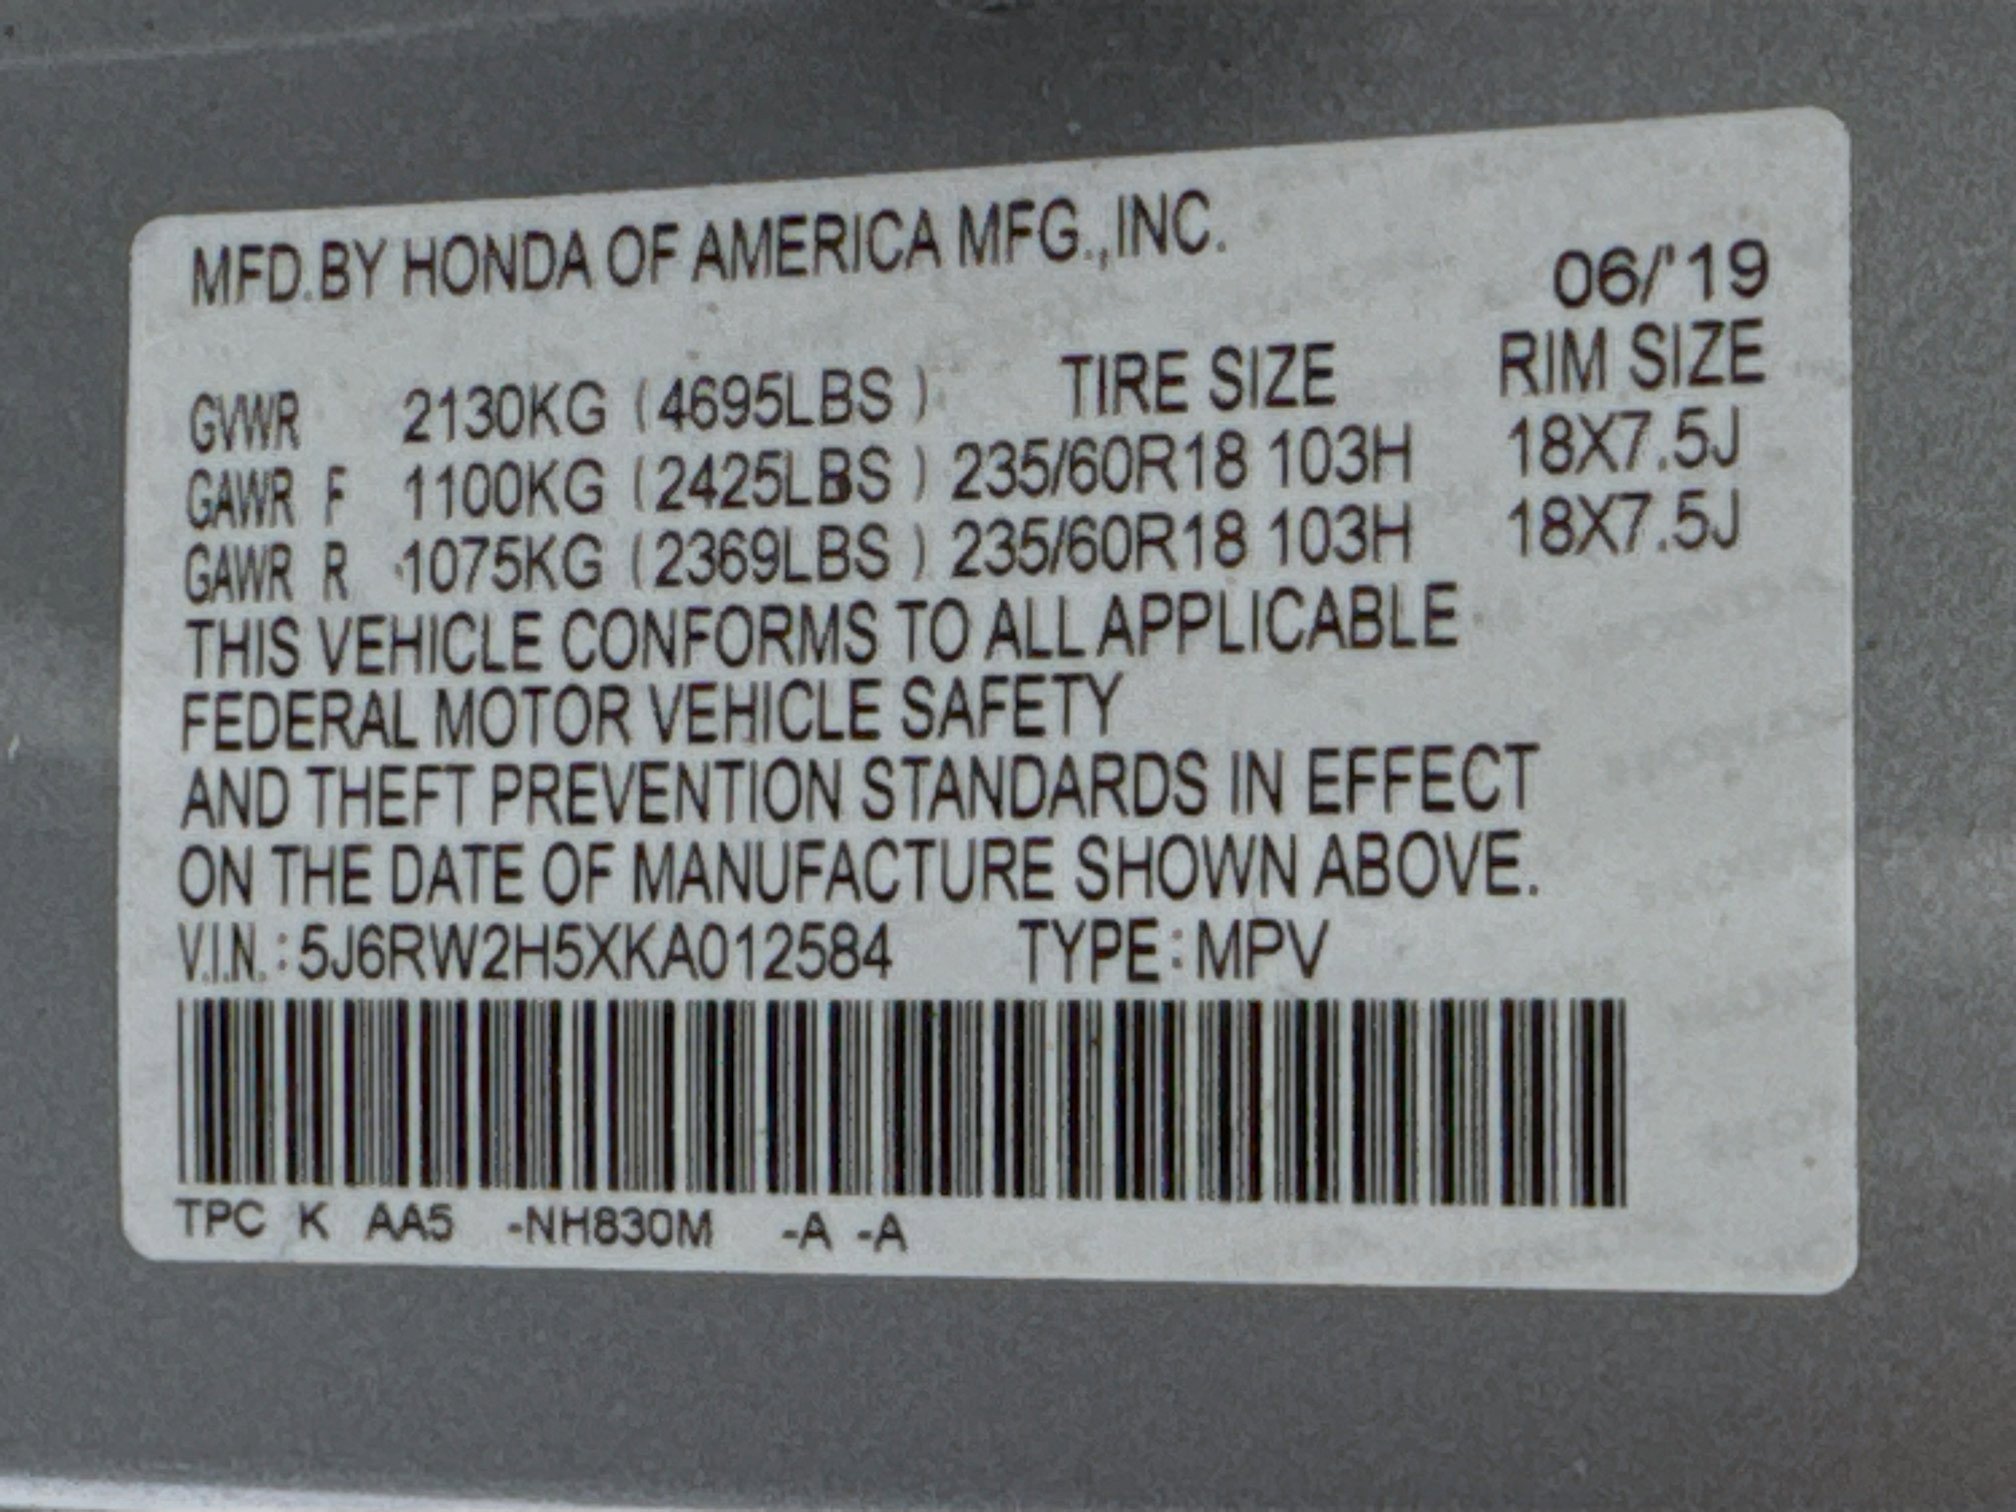 MFD.BY HONDA OF AMERICA MFG.,INC.
06/'19
GVWR 2130KG (4695LBS ) TIRE SIZE RIM SIZE
GAWR F 1100KG (2425LBS ) 235/60R18 103H 18X7.5J
GAWR R 1075KG (2369LBS ) 235/60R18 103H 18X7.5J
THIS VEHICLE CONFORMS TO ALL APPLICABLE
FEDERAL MOTOR VEHICLE SAFETY
AND THEFT PREVENTION STANDARDS IN EFFECT
ON THE DATE OF MANUFACTURE SHOWN ABOVE.
V.I.N.: 5J6RW2H5XKA012584 TYPE: MPV
TPC K AA5 -NH830M -A -A